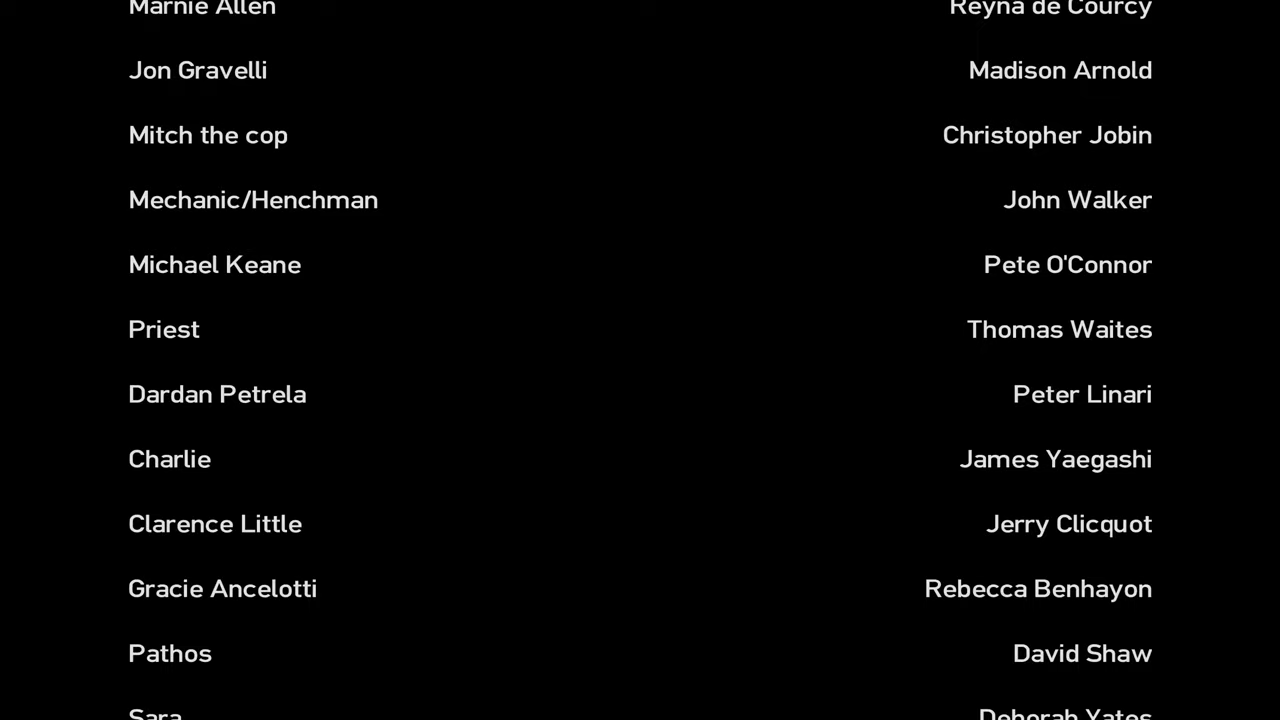 Marnie Allen Reyna de Courcy
Jon Gravelli Madison Arnold
Mitch the cop Christopher Jobin
Mechanic/Henchman John Walker
Michael Keane Pete O'Connor
Priest Thomas Waites
Dardan Petrela Peter Linari
Charlie James Yaegashi
Clarence Little Jerry Clicquot
Gracie Ancelotti Rebecca Benhayon
Pathos David Shaw
Sara Deborah Yates